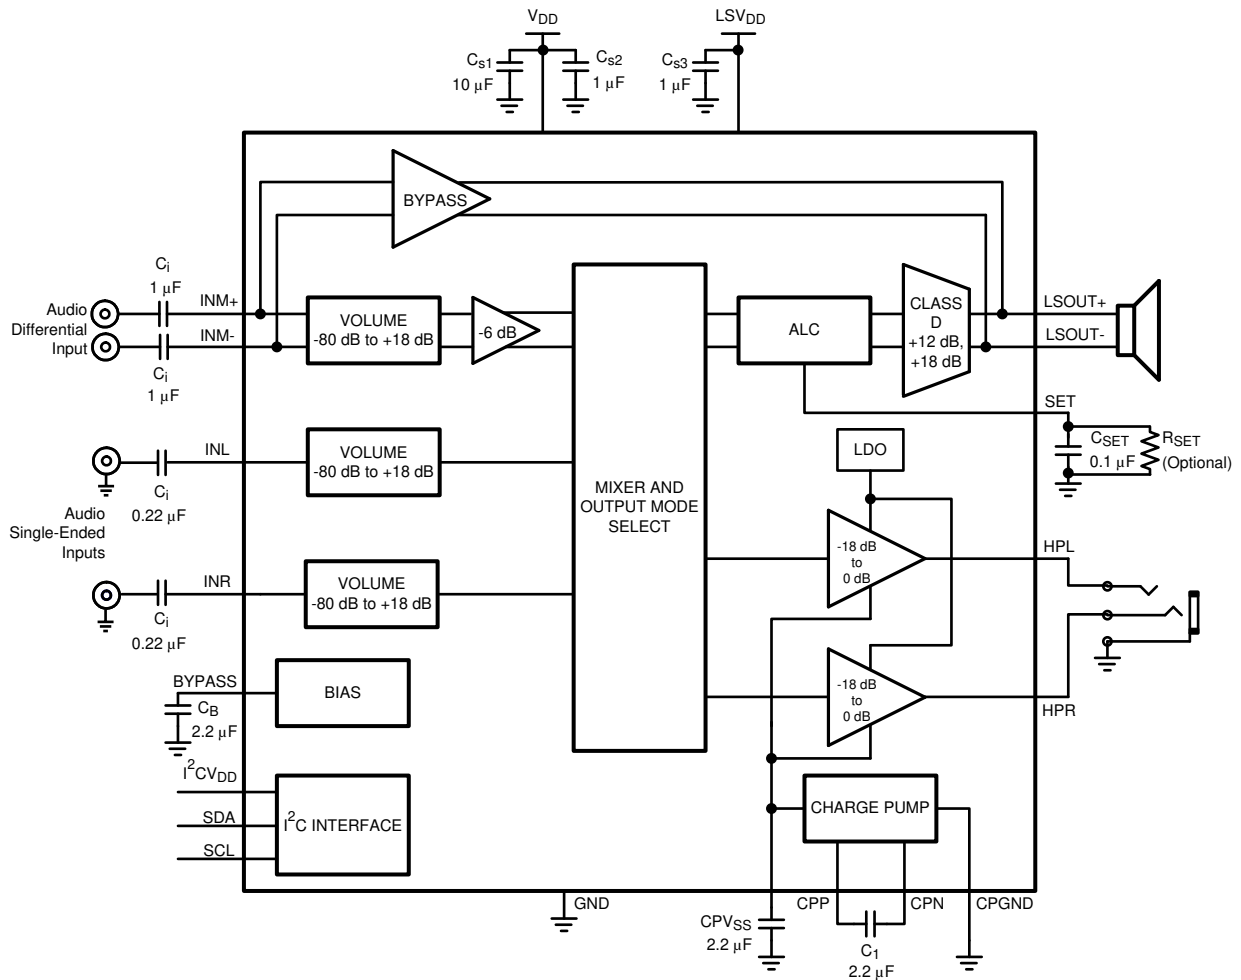 VDD
LSVDD
Cs1
10 μF
Cs2
1 μF
Cs3
1 μF
BYPASS
Audio
Differential
Input
Ci
1 μF
INM+
INM-
Ci
1 μF
VOLUME
-80 dB to +18 dB
-6 dB
ALC
CLASS
D
+12 dB,
+18 dB
LSOUT+
LSOUT-
SET
CSET
0.1 μF
RSET
(Optional)
INL
Ci
0.22 μF
VOLUME
-80 dB to +18 dB
MIXER AND
OUTPUT MODE
SELECT
LDO
Audio
Single-Ended
Inputs
-18 dB
to
0 dB
HPL
INR
Ci
0.22 μF
VOLUME
-80 dB to +18 dB
-18 dB
to
0 dB
HPR
BYPASS
CB
2.2 μF
BIAS
I2CVDD
SDA
SCL
I2C INTERFACE
CHARGE PUMP
GND
CPVSS
2.2 μF
CPP
CPN
CPGND
C1
2.2 μF